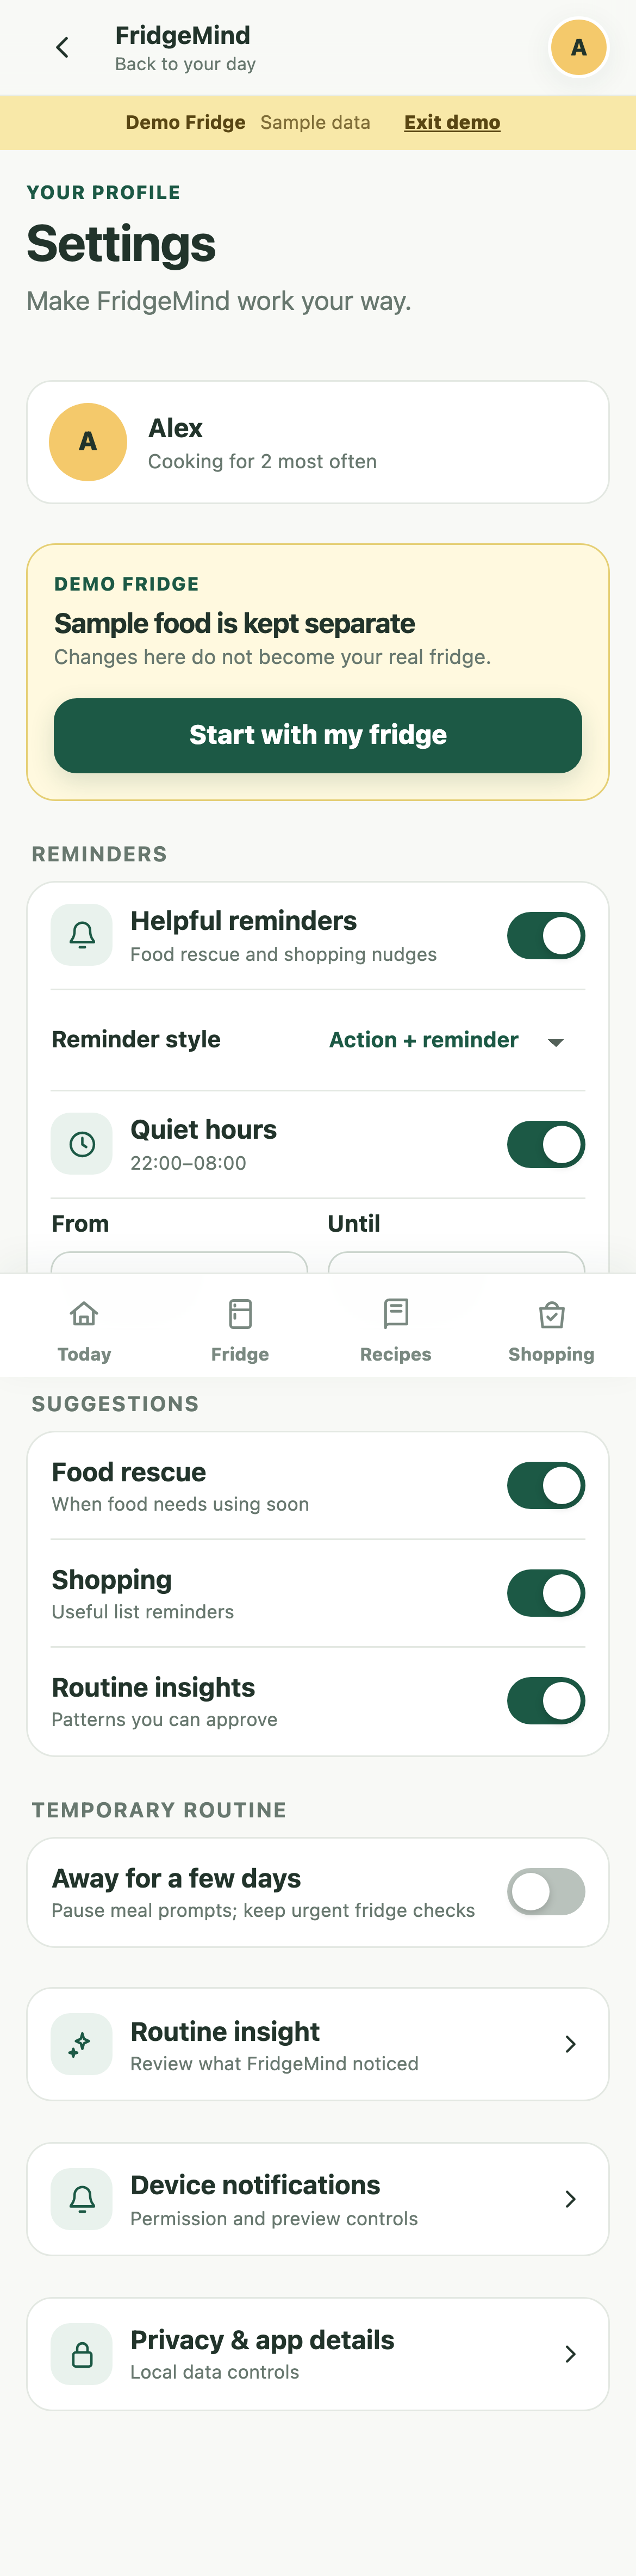 FridgeMind
Back to your day
A
Demo Fridge Sample data Exit demo
YOUR PROFILE
Settings
Make FridgeMind work your way.
A
Alex
Cooking for 2 most often
DEMO FRIDGE
Sample food is kept separate
Changes here do not become your real fridge.
Start with my fridge
REMINDERS
Helpful reminders
Food rescue and shopping nudges
Reminder style Action + reminder
Quiet hours
22:00–08:00
From Until
Today Fridge Recipes Shopping
SUGGESTIONS
Food rescue
When food needs using soon
Shopping
Useful list reminders
Routine insights
Patterns you can approve
TEMPORARY ROUTINE
Away for a few days
Pause meal prompts; keep urgent fridge checks
Routine insight
Review what FridgeMind noticed
Device notifications
Permission and preview controls
Privacy & app details
Local data controls